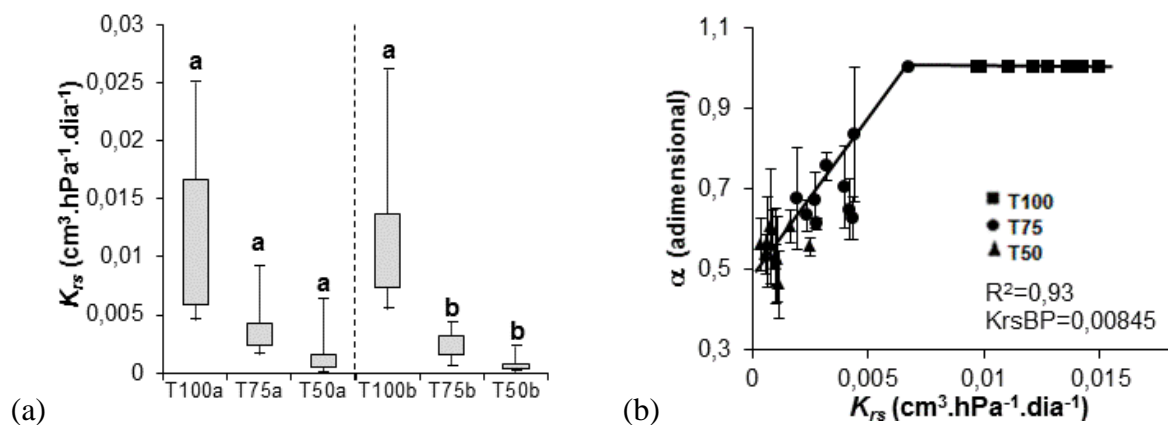 0,03
0,025
0,02
0,015
0,01
0,005
0
Krs (cm³.hPa⁻¹.dia⁻¹)
a
a
a
a
b
b
T100a T75a T50a T100b T75b T50b
(a)
1,1
0,9
0,7
0,5
0,3
α (adimensional)
T100
T75
T50
R²=0,93
KrsBP=0,00845
0 0,005 0,01 0,015
Krs (cm³.hPa⁻¹.dia⁻¹)
(b)